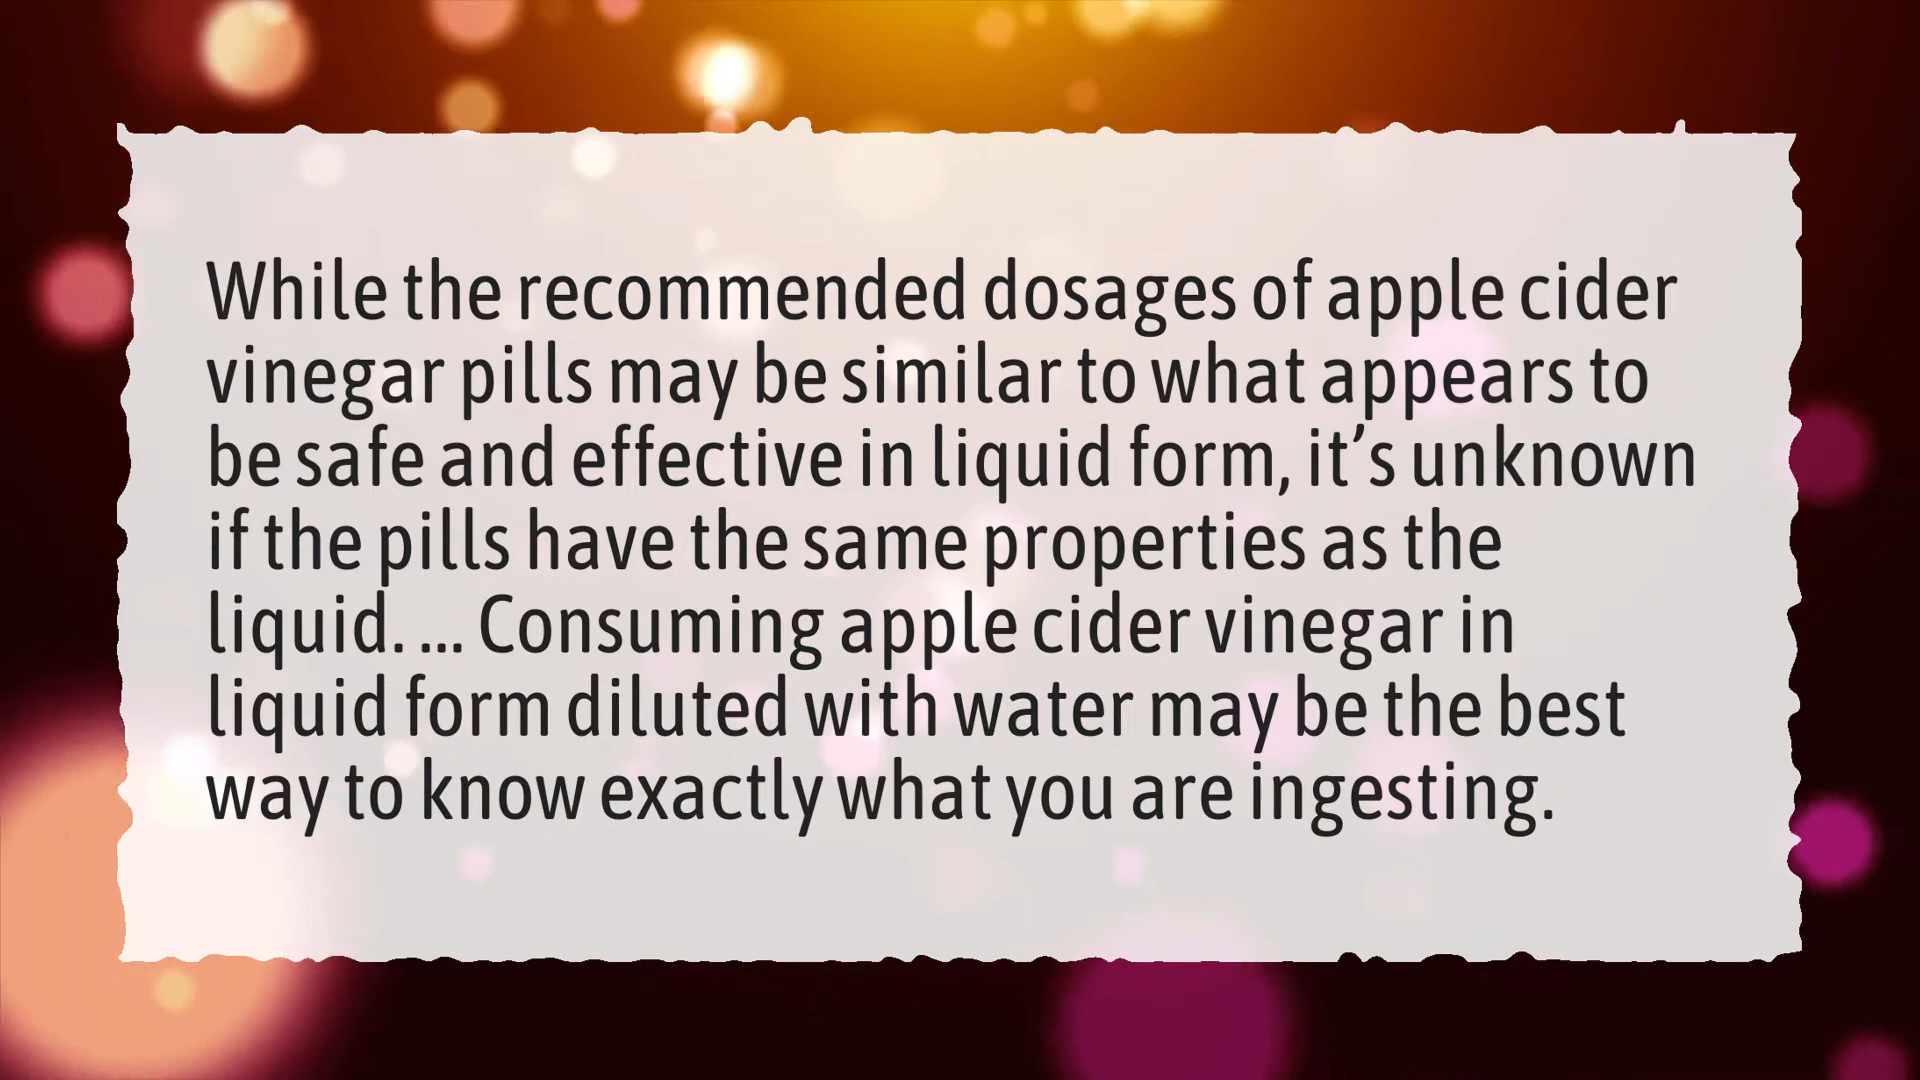 While the recommended dosages of apple cider
vinegar pills may be similar to what appears to
be safe and effective in liquid form, it’s unknown
if the pills have the same properties as the
liquid. ... Consuming apple cider vinegar in
liquid form diluted with water may be the best
way to know exactly what you are ingesting.